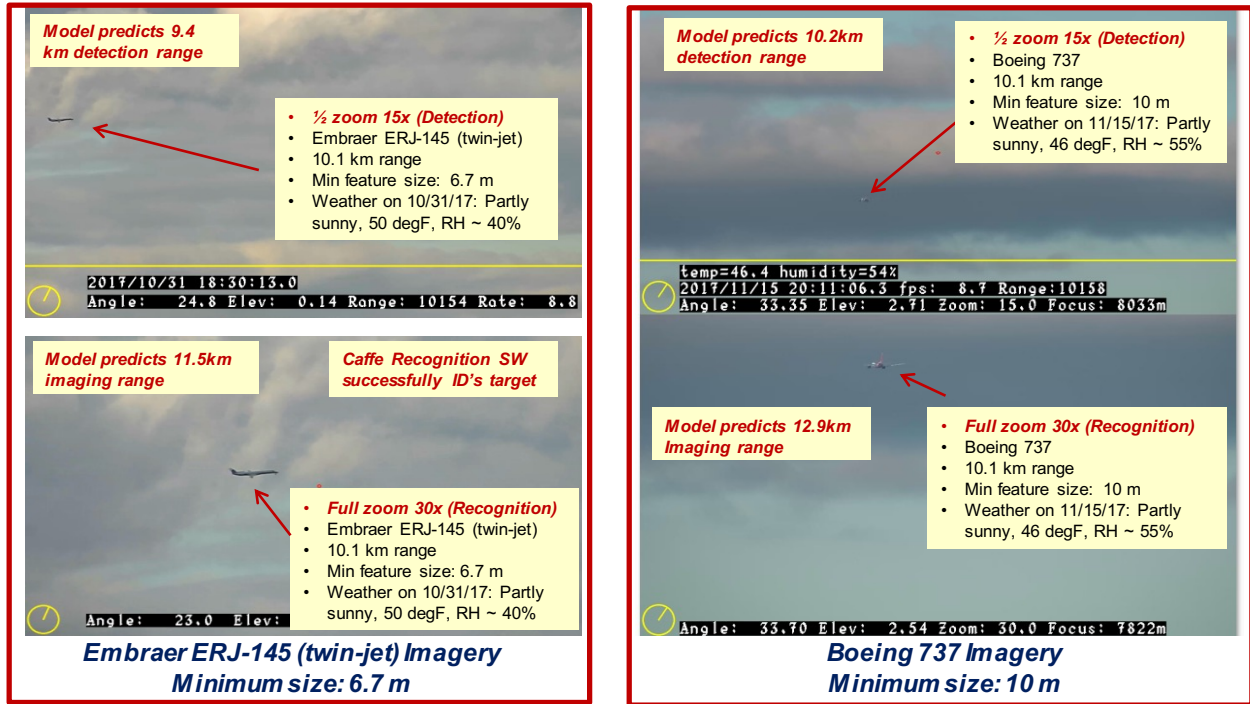 Model predicts 9.4
km detection range
• ½ zoom 15x (Detection)
• Embraer ERJ-145 (twin-jet)
• 10.1 km range
• Min feature size: 6.7 m
• Weather on 10/31/17: Partly
sunny, 50 degF, RH ~ 40%
2017/10/31 18:30:13.0
Angle: 24.8 Elev: 0.14 Range: 10154 Rate: 8.8
Model predicts 11.5km
imaging range
Caffe Recognition SW
successfully ID's target
• Full zoom 30x (Recognition)
• Embraer ERJ-145 (twin-jet)
• 10.1 km range
• Min feature size: 6.7 m
• Weather on 10/31/17: Partly
sunny, 50 degF, RH ~ 40%
Angle: 23.0 Elev:
Embraer ERJ-145 (twin-jet) Imagery
Minimum size: 6.7 m
Model predicts 10.2km
detection range
• ½ zoom 15x (Detection)
• Boeing 737
• 10.1 km range
• Min feature size: 10 m
• Weather on 11/15/17: Partly
sunny, 46 degF, RH ~ 55%
temp=46.4 humidity=54%
2017/11/15 20:11:06.3 fps: 8.7 Range:10158
Angle: 33.35 Elev: 2.71 Zoom: 15.0 Focus: 8033m
Model predicts 12.9km
Imaging range
• Full zoom 30x (Recognition)
• Boeing 737
• 10.1 km range
• Min feature size: 10 m
• Weather on 11/15/17: Partly
sunny, 46 degF, RH ~ 55%
Angle: 33.70 Elev: 2.54 Zoom: 30.0 Focus: 7822m
Boeing 737 Imagery
Minimum size: 10 m